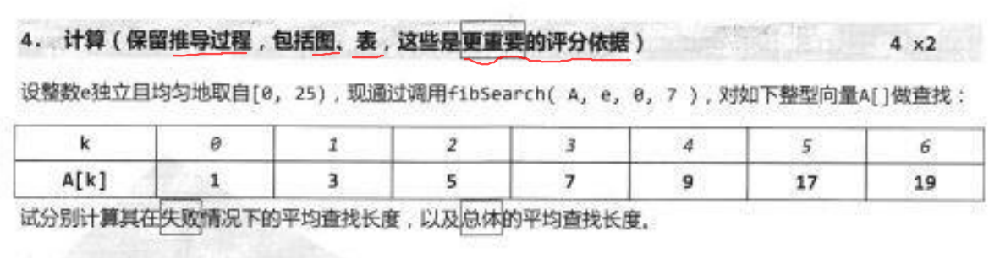 4. 计算(保留推导过程,包括图、表,这些是更重要的评分依据) 4 ×2
设整数e独立且均匀地取自[0, 25),现通过调用fibSearch( A, e, 0, 7 ),对如下整型向量A[]做查找:
k 0 1 2 3 4 5 6
A[k] 1 3 5 7 9 17 19
试分别计算其在失败情况下的平均查找长度,以及总体的平均查找长度。